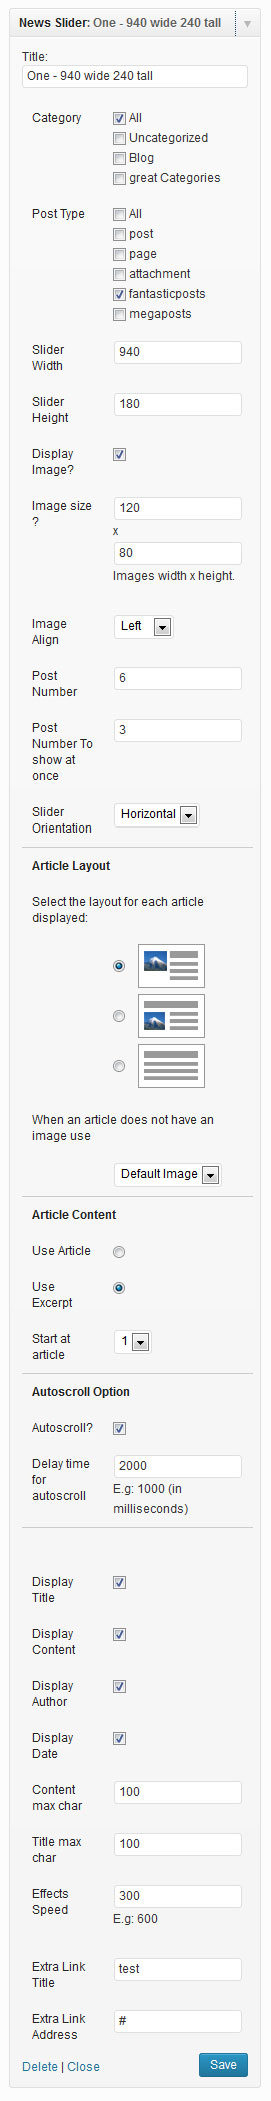 News Slider: One - 940 wide 240 tall
Title:
One - 940 wide 240 tall
Category
All
Uncategorized
Blog
great Categories
Post Type
All
post
page
attachment
fantasticposts
megaposts
Slider
Width
940
Slider
Height
180
Display
Image?
Image size
?
120
x
80
Images width x height.
Image
Align
Left
Post
Number
6
Post
Number To
show at
once
3
Slider
Orientation
Horizontal
Article Layout
Select the layout for each article
displayed:
When an article does not have an
image use
Default Image
Article Content
Use Article
Use
Excerpt
Start at
article
1
Autoscroll Option
Autoscroll?
Delay time
for
autoscroll
2000
E.g: 1000 (in
milliseconds)
Display
Title
Display
Content
Display
Author
Display
Date
Content
max char
100
Title max
char
100
Effects
Speed
300
E.g: 600
Extra Link
Title
test
Extra Link
Address
#
Delete | Close
Save